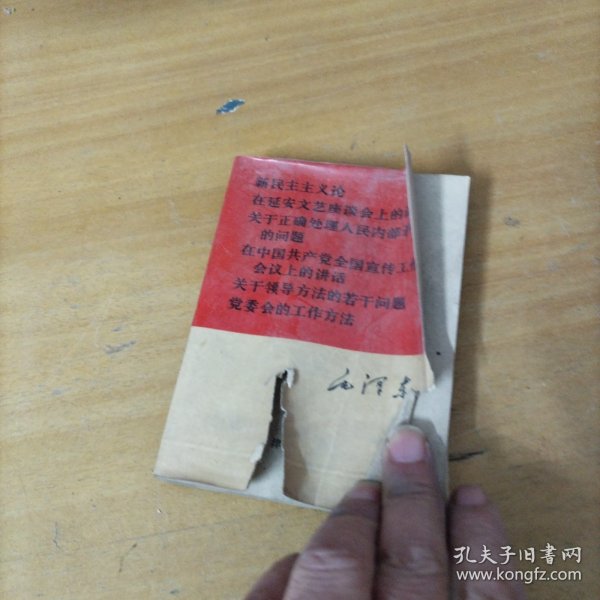 新民主主义论
在延安文艺座谈会上的
关于正确处理人民内部
的问题
在中国共产党全国宣传工
会议上的讲话
关于领导方法的若干问题
党委会的工作方法
毛泽东
孔夫子旧书网
www.kongfz.com